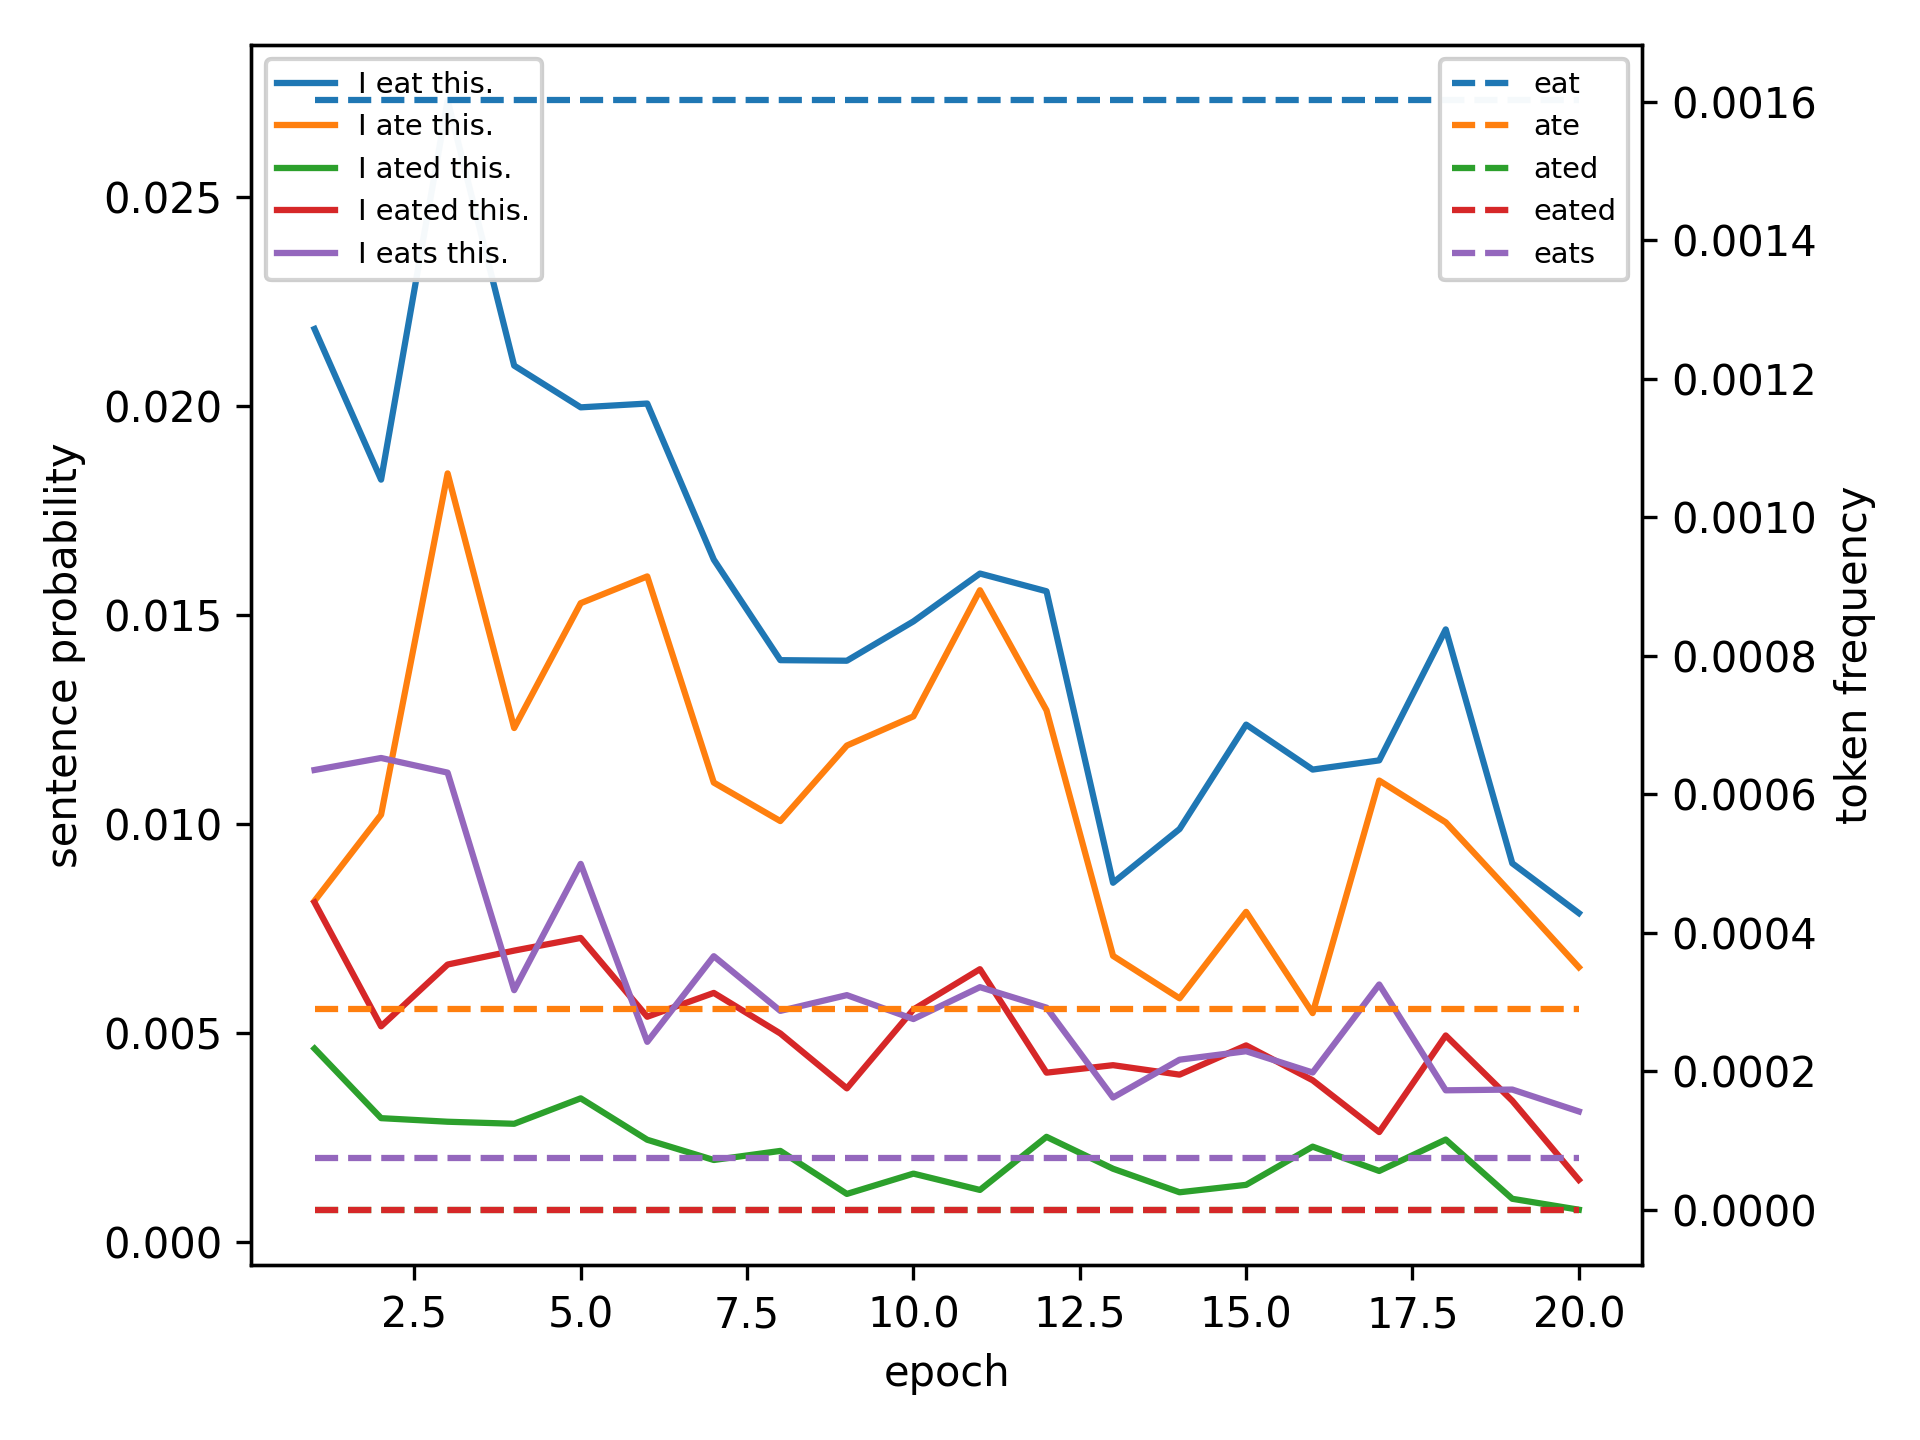 I eat this.
I ate this.
I ated this.
I eated this.
I eats this.
eat
ate
ated
eated
eats
sentence probability
0.025
0.020
0.015
0.010
0.005
0.000
0.0016
0.0014
0.0012
0.0010
0.0008
0.0006
0.0004
0.0002
0.0000
token frequency
2.5 5.0 7.5 10.0 12.5 15.0 17.5 20.0
epoch